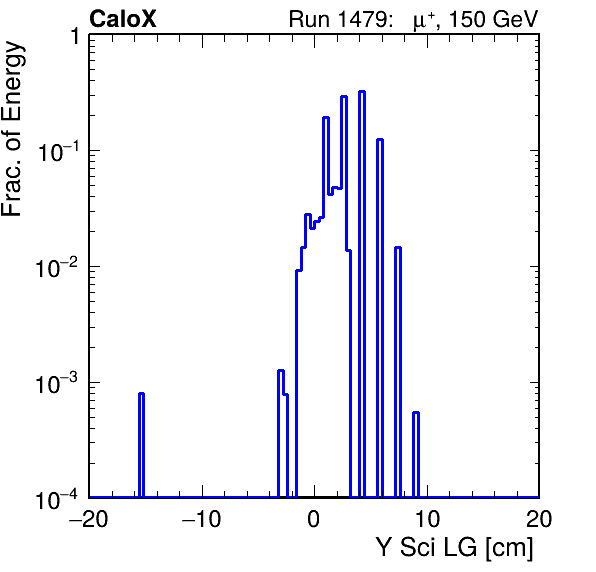 CaloX Run 1479: μ⁺, 150 GeV
Frac. of Energy
1
10⁻¹
10⁻²
10⁻³
10⁻⁴
−20 −10 0 10 20
Y Sci LG [cm]